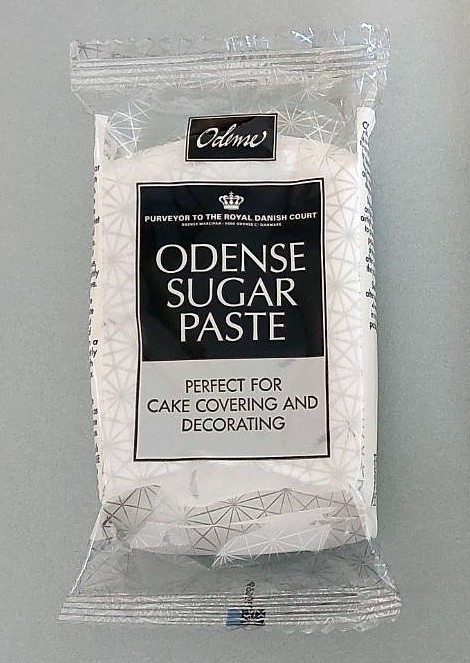 Odense
PURVEYOR TO THE ROYAL DANISH COURT
ODENSE
SUGAR
PASTE
PERFECT FOR
CAKE COVERING AND
DECORATING